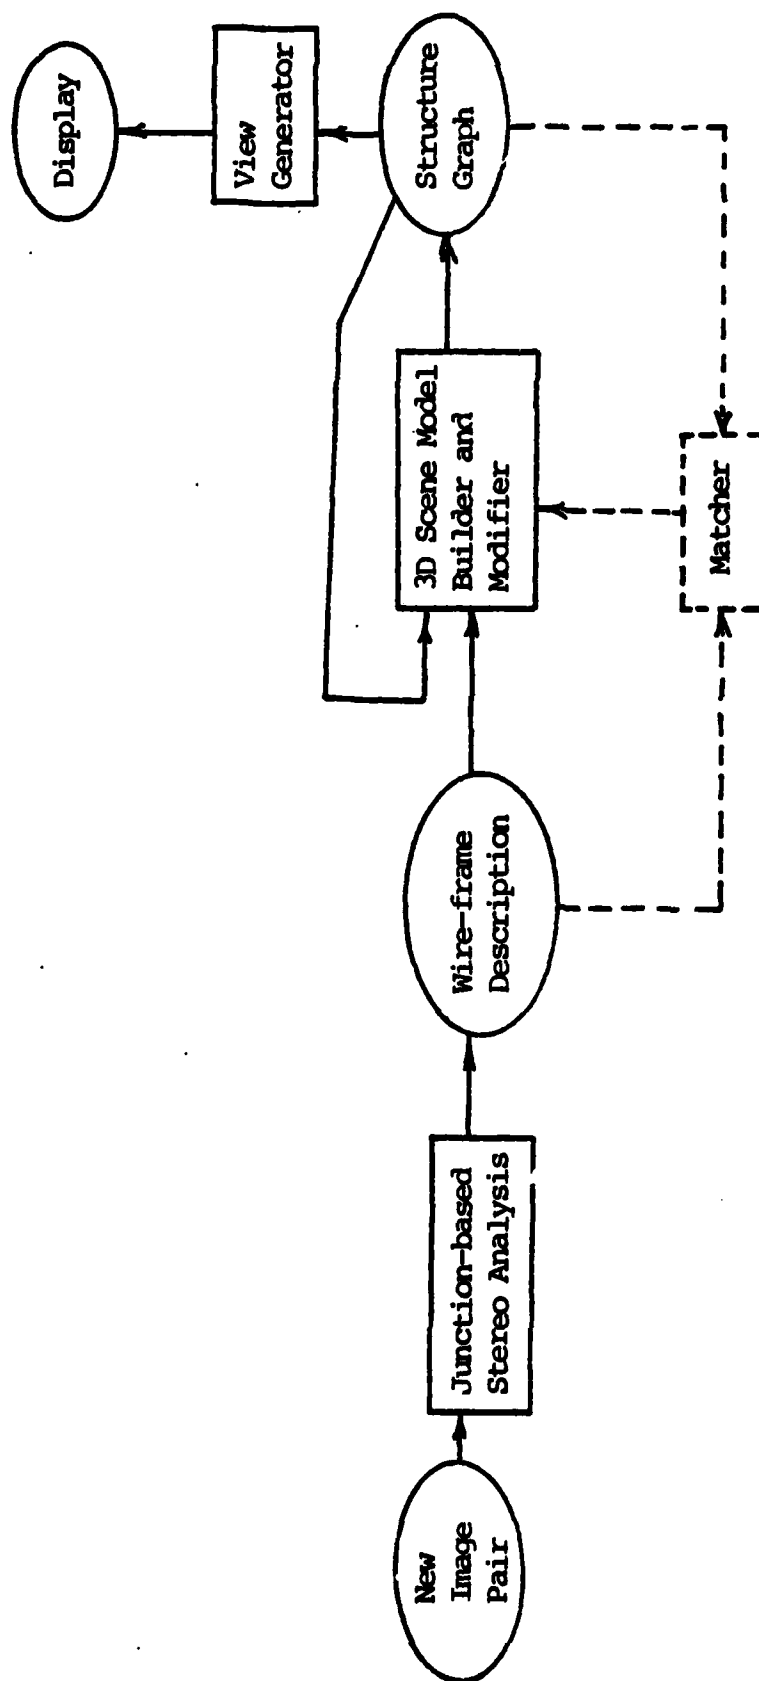 New
Image
Pair
Junction-based
Stereo Analysis
Wire-frame
Description
3D Scene Model
Builder and
Modifier
Structure
Graph
View
Generator
Display
Matcher